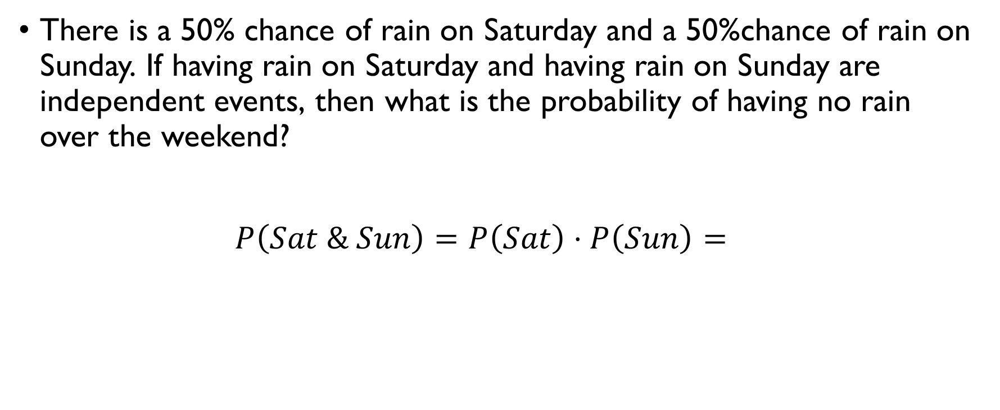 • There is a 50% chance of rain on Saturday and a 50%chance of rain on
Sunday. If having rain on Saturday and having rain on Sunday are
independent events, then what is the probability of having no rain
over the weekend?
P(Sat & Sun) = P(Sat) · P(Sun) =